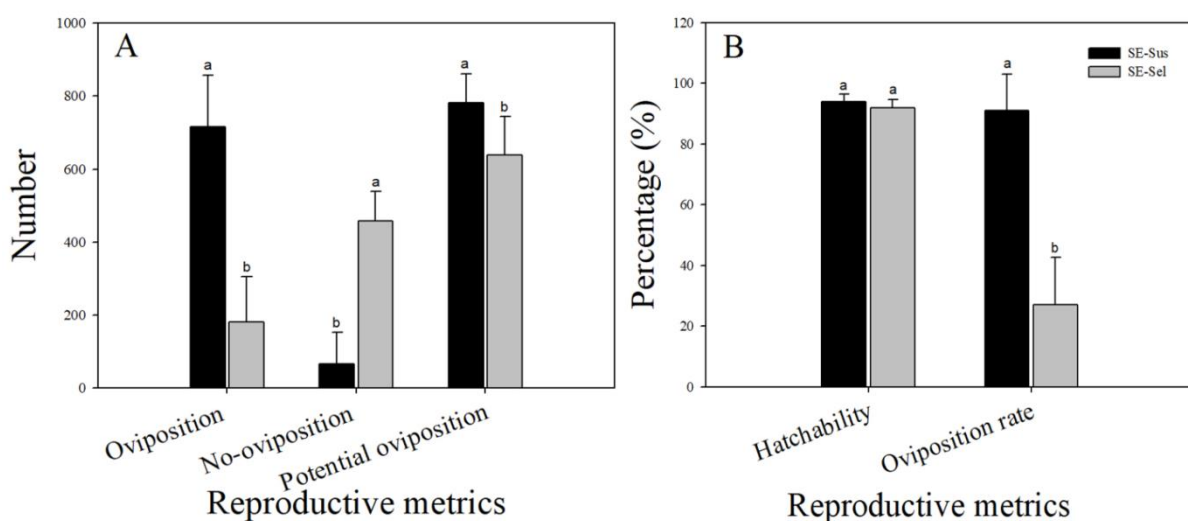 A
Number
1000
800
600
400
200
0
a
b
b
a
a
b
Oviposition
No-oviposition
Potential oviposition
Reproductive metrics
B
Percentage (%)
120
100
80
60
40
20
0
SE-Sus
SE-Sel
a
a
a
b
Hatchability
Oviposition rate
Reproductive metrics